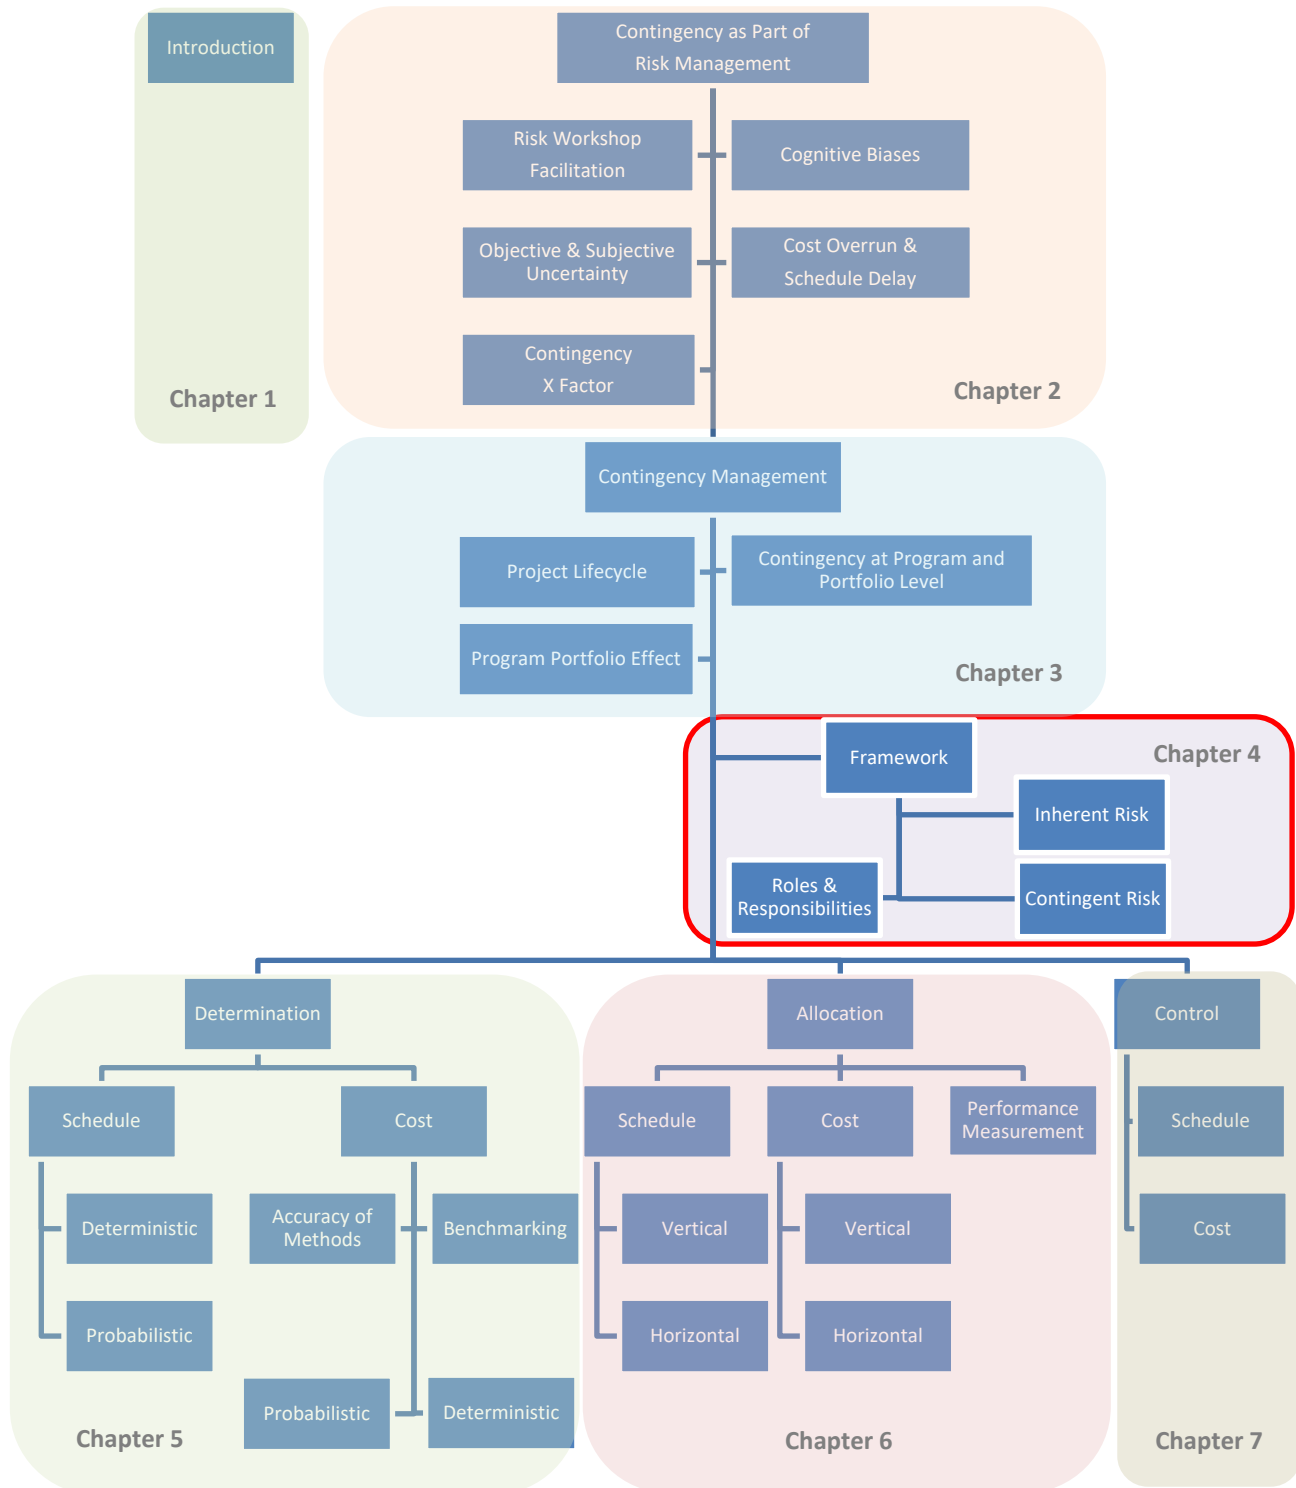 Introduction
Chapter 1
Contingency as Part of
Risk Management
Risk Workshop
Facilitation
Cognitive Biases
Objective & Subjective
Uncertainty
Cost Overrun &
Schedule Delay
Contingency
X Factor
Chapter 2
Contingency Management
Project Lifecycle
Contingency at Program and
Portfolio Level
Program Portfolio Effect
Chapter 3
Framework
Chapter 4
Inherent Risk
Roles &
Responsibilities
Contingent Risk
Determination
Schedule
Cost
Deterministic
Accuracy of
Methods
Benchmarking
Probabilistic
Probabilistic
Deterministic
Chapter 5
Allocation
Schedule
Cost
Performance
Measurement
Vertical
Vertical
Horizontal
Horizontal
Chapter 6
Control
Schedule
Cost
Chapter 7